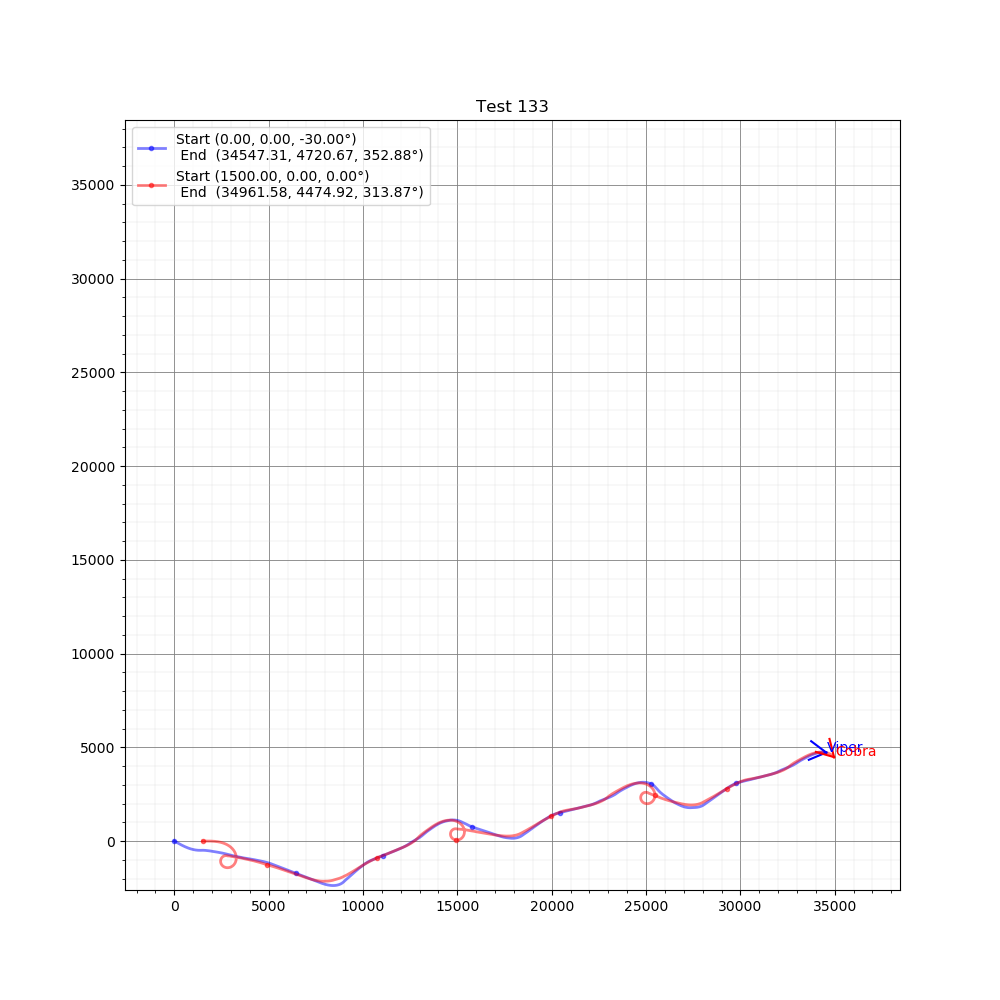 Test 133
Start (0.00, 0.00, -30.00°)
End (34547.31, 4720.67, 352.88°)
Start (1500.00, 0.00, 0.00°)
End (34961.58, 4474.92, 313.87°)
35000
30000
25000
20000
15000
10000
5000
0
Viper
Cobra
0 5000 10000 15000 20000 25000 30000 35000